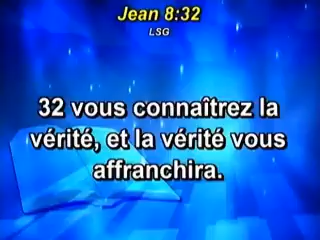 Jean 8:32
LSG
32 vous connaîtrez la
vérité, et la vérité vous
affranchira.